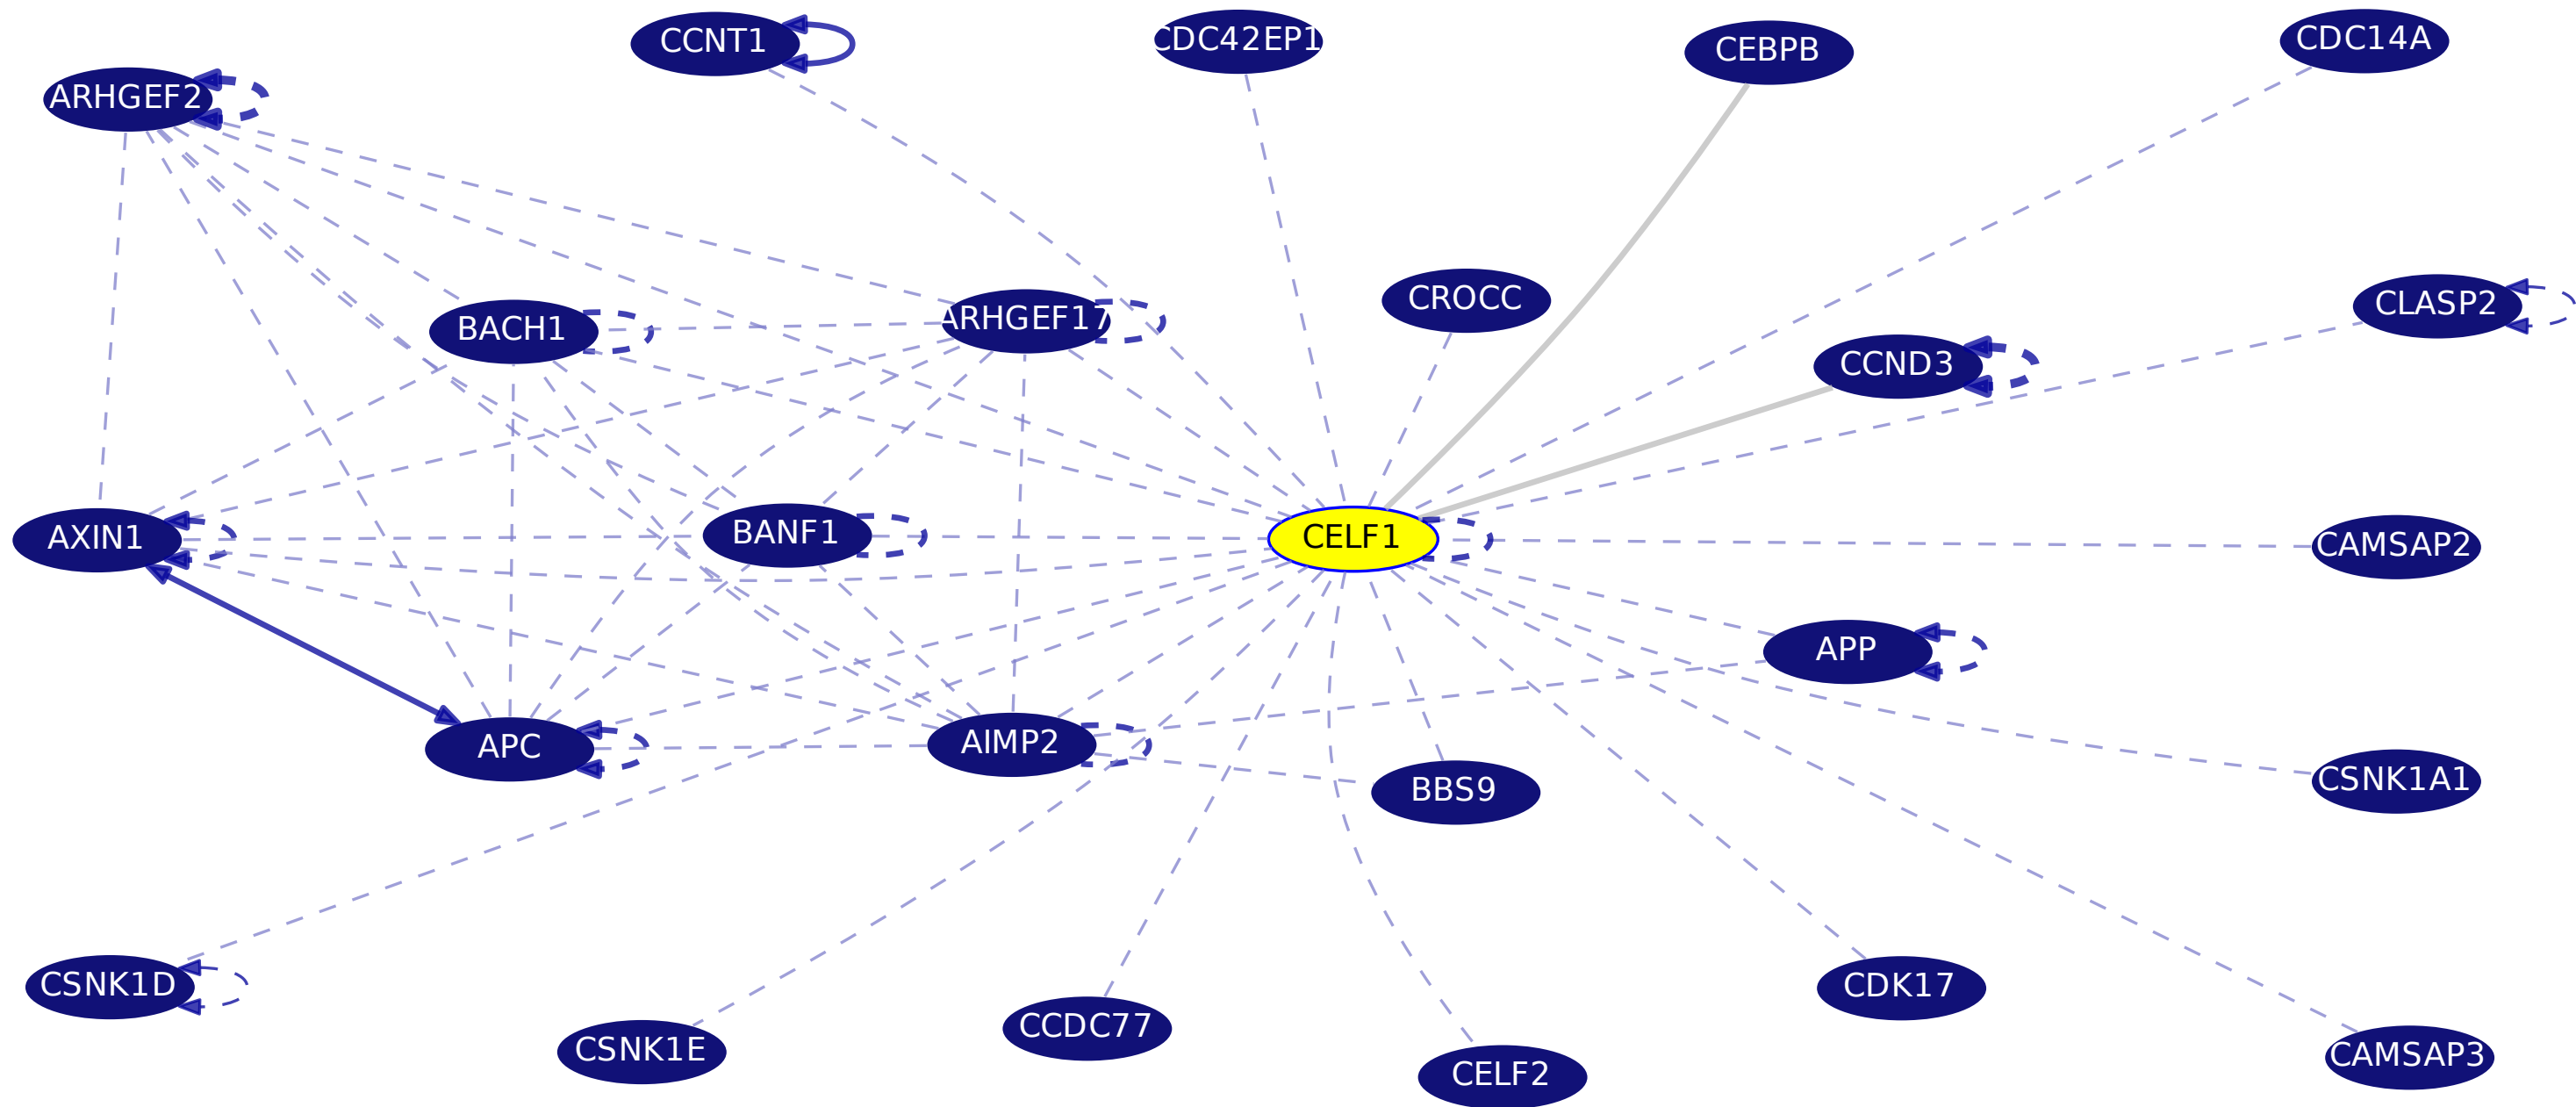 CCNT1
CDC42EP1
CEBPB
CDC14A
ARHGEF2
BACH1
ARHGEF17
CROCC
CCND3
CLASP2
AXIN1
BANF1
CELF1
CAMSAP2
APP
APC
AIMP2
BBS9
CSNK1A1
CSNK1D
CSNK1E
CCDC77
CELF2
CDK17
CAMSAP3